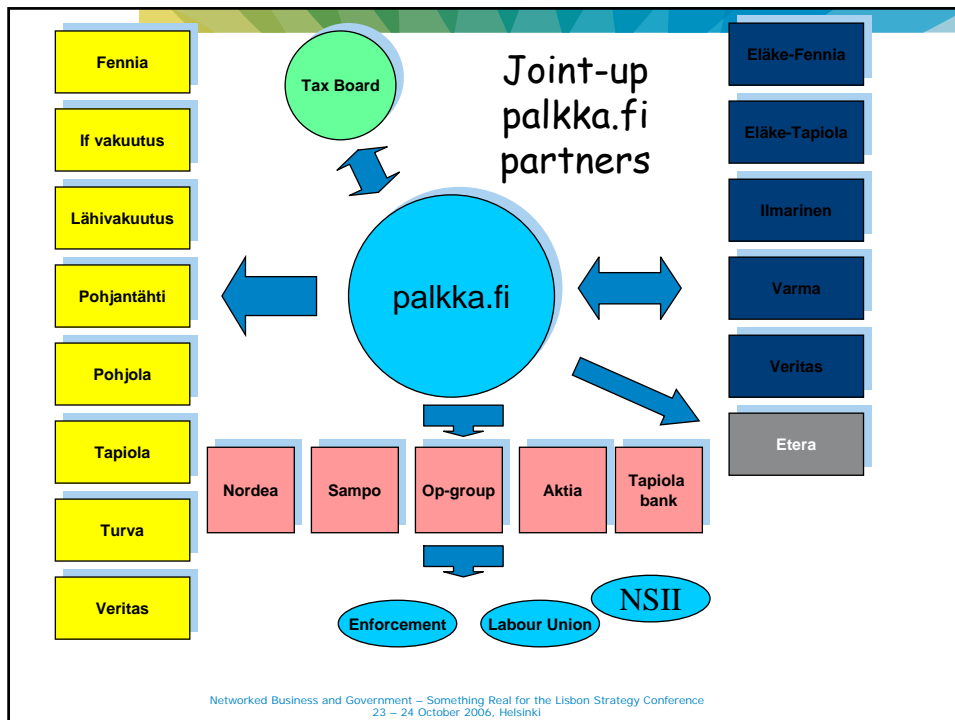 Joint-up
palkka.fi
partners
Fennia
If vakuutus
Lähivakuutus
Pohjantähti
Pohjola
Tapiola
Turva
Veritas
Tax Board
palkka.fi
Eläke-Fennia
Eläke-Tapiola
Ilmarinen
Varma
Veritas
Etera
Nordea
Sampo
Op-group
Aktia
Tapiola
bank
Enforcement
Labour Union
NSII
Networked Business and Government – Something Real for the Lisbon Strategy Conference
23 – 24 October 2006, Helsinki